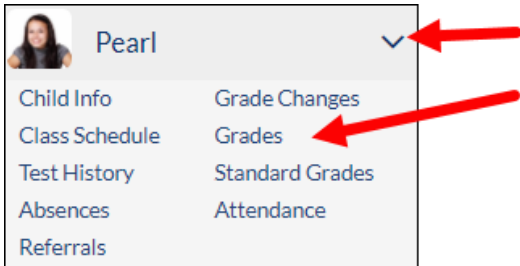 Pearl
Child Info
Grade Changes
Class Schedule
Grades
Test History
Standard Grades
Absences
Attendance
Referrals